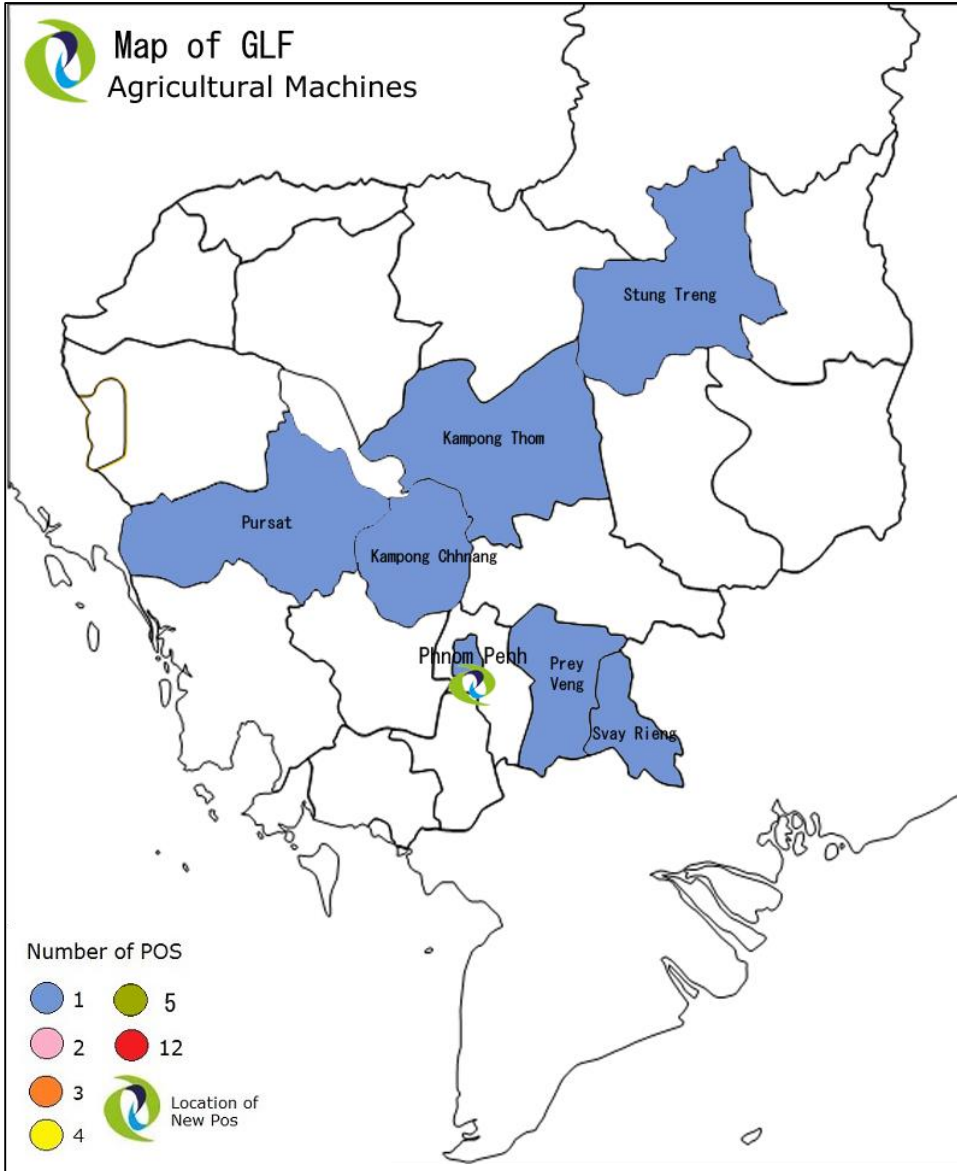 Map of GLF
Agricultural Machines
Stung Treng
Kampong Thom
Pursat
Kampong Chhnang
Phnom Penh
Prey
Veng
Svay Rieng
Number of POS
1
5
2
12
3
Location of
New Pos
4